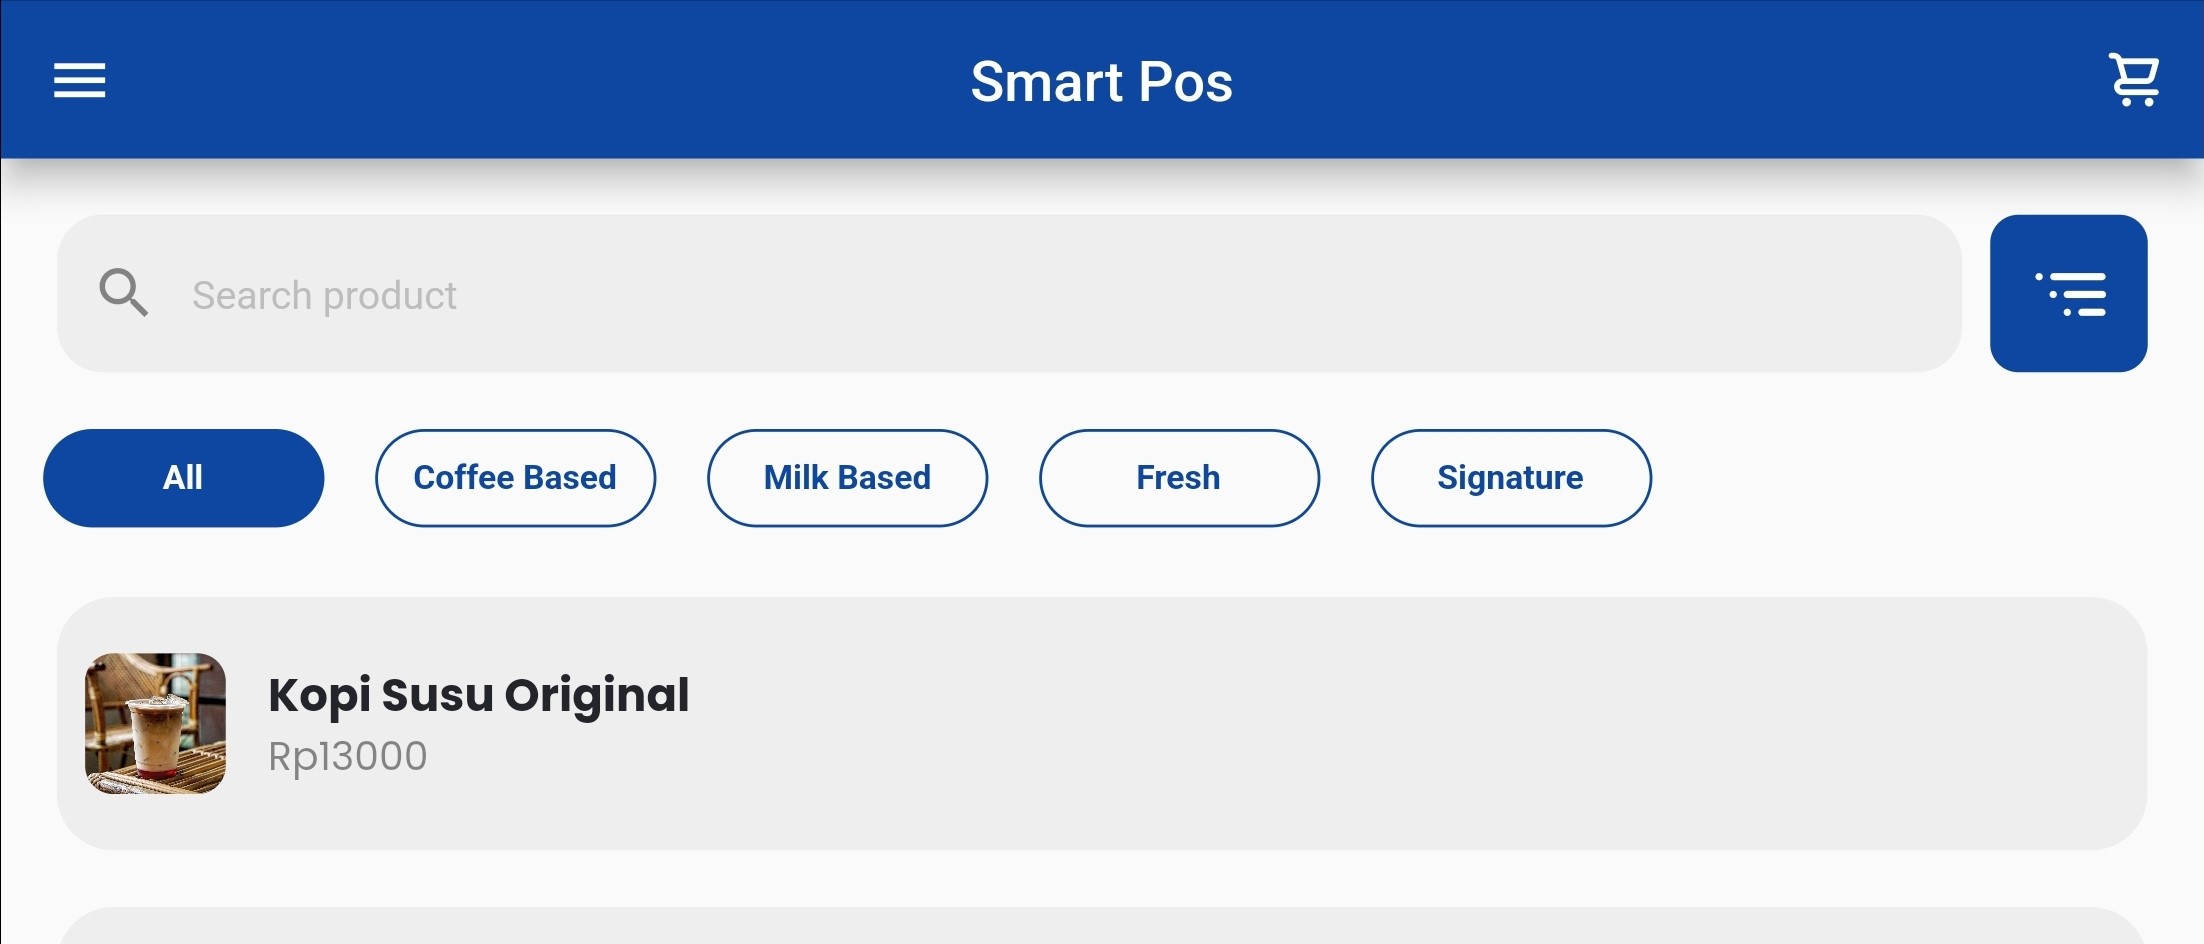 Smart Pos
Search product
All
Coffee Based
Milk Based
Fresh
Signature
Kopi Susu Original
Rp13000